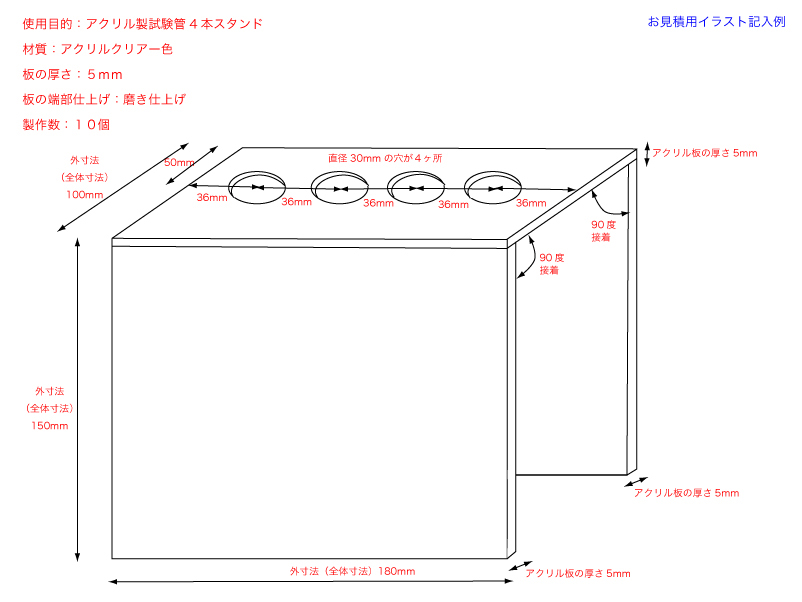 使用目的：アクリル製試験管４本スタンド
お見積用イラスト記入例
材質：アクリルクリアー色
板の厚さ：５mm
板の端部仕上げ：磨き仕上げ
製作数：１０個
外寸法
（全体寸法）
100mm
50mm
直径 30mm の穴が４ヶ所
アクリル板の厚さ 5mm
36mm
36mm
36mm
36mm
36mm
90 度
接着
90 度
接着
外寸法
（全体寸法）
150mm
アクリル板の厚さ 5mm
外寸法（全体寸法）180mm
アクリル板の厚さ 5mm